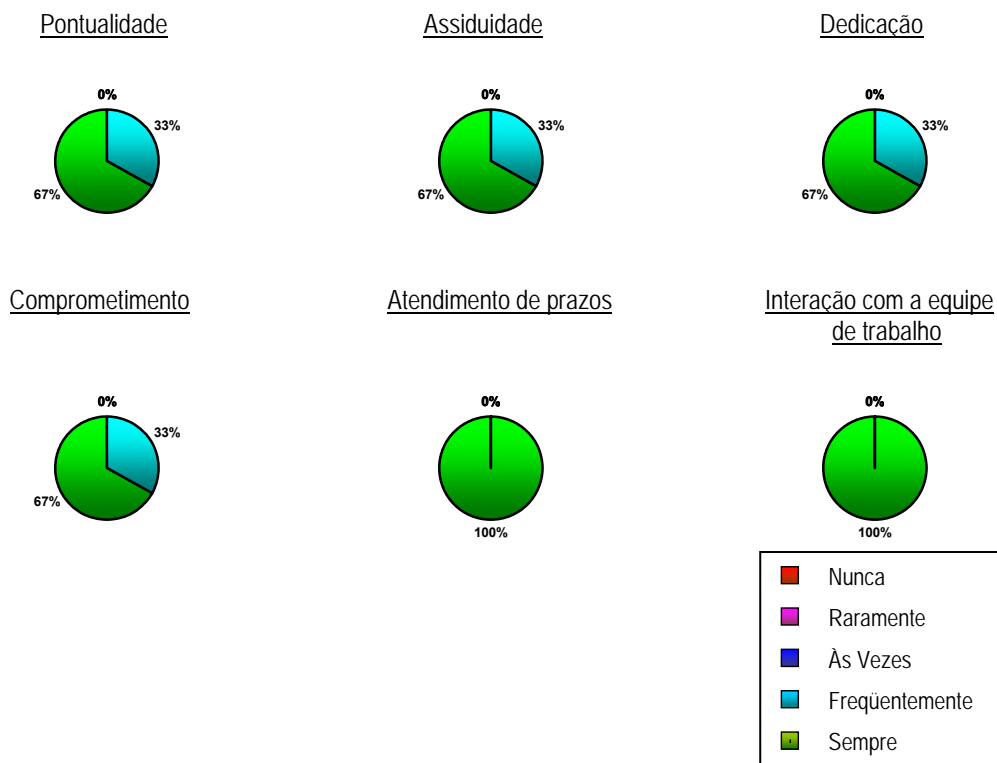 Pontualidade
Assiduidade
Dedicação
0%
33%
67%
0%
33%
67%
0%
33%
67%
Comprometimento
Atendimento de prazos
Interação com a equipe
de trabalho
0%
33%
67%
0%
100%
0%
100%
Nunca
Raramente
Às Vezes
Freqüentemente
Sempre